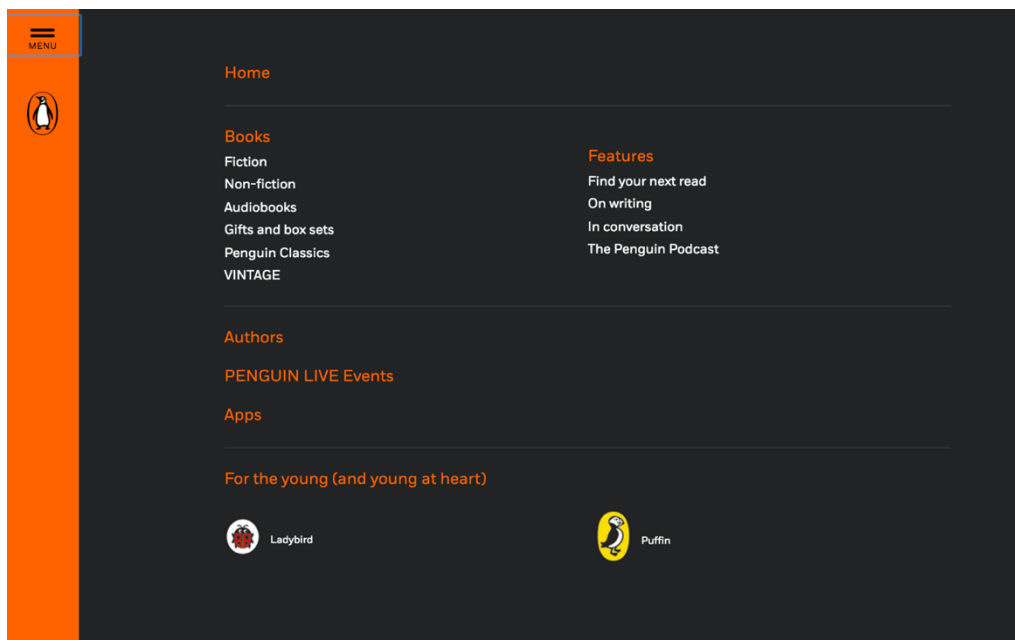 MENU
Home
Books
Fiction
Non-fiction
Audiobooks
Gifts and box sets
Penguin Classics
VINTAGE
Features
Find your next read
On writing
In conversation
The Penguin Podcast
Authors
PENGUIN LIVE Events
Apps
For the young (and young at heart)
Ladybird
Puffin